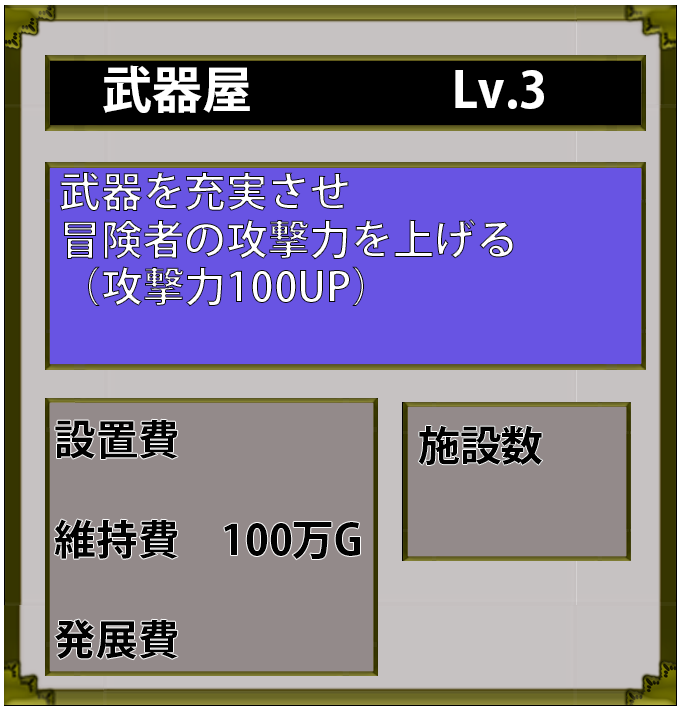 武器屋 Lv.3
武器を充実させ
冒険者の攻撃力を上げる
（攻撃力100UP）
設置費
維持費 100万G
発展費
施設数